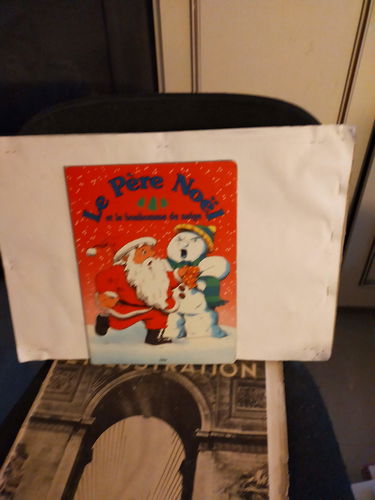 Le Père Noël
et le bonhomme de neige
L'ILLUSTRATION